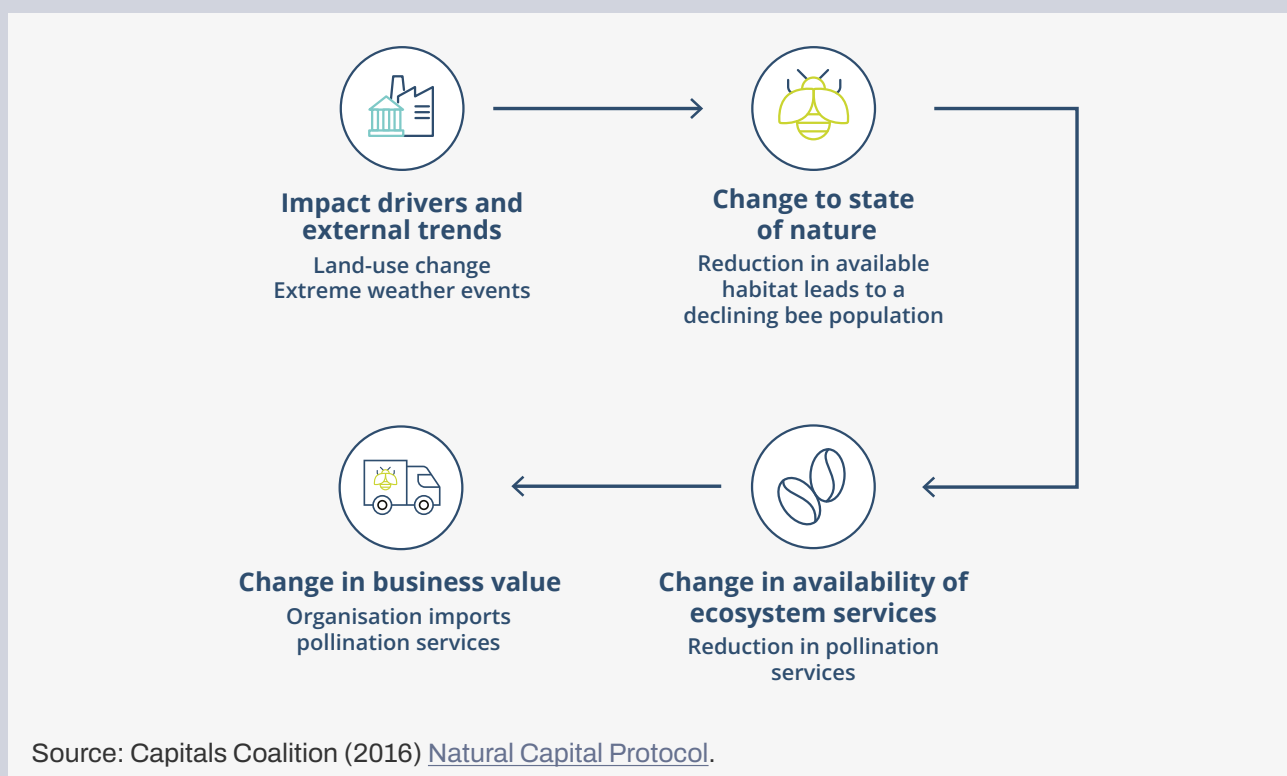 Impact drivers and
external trends
Land-use change
Extreme weather events
Change to state
of nature
Reduction in available
habitat leads to a
declining bee population
Change in availability of
ecosystem services
Reduction in pollination
services
Change in business value
Organisation imports
pollination services
Source: Capitals Coalition (2016) Natural Capital Protocol.